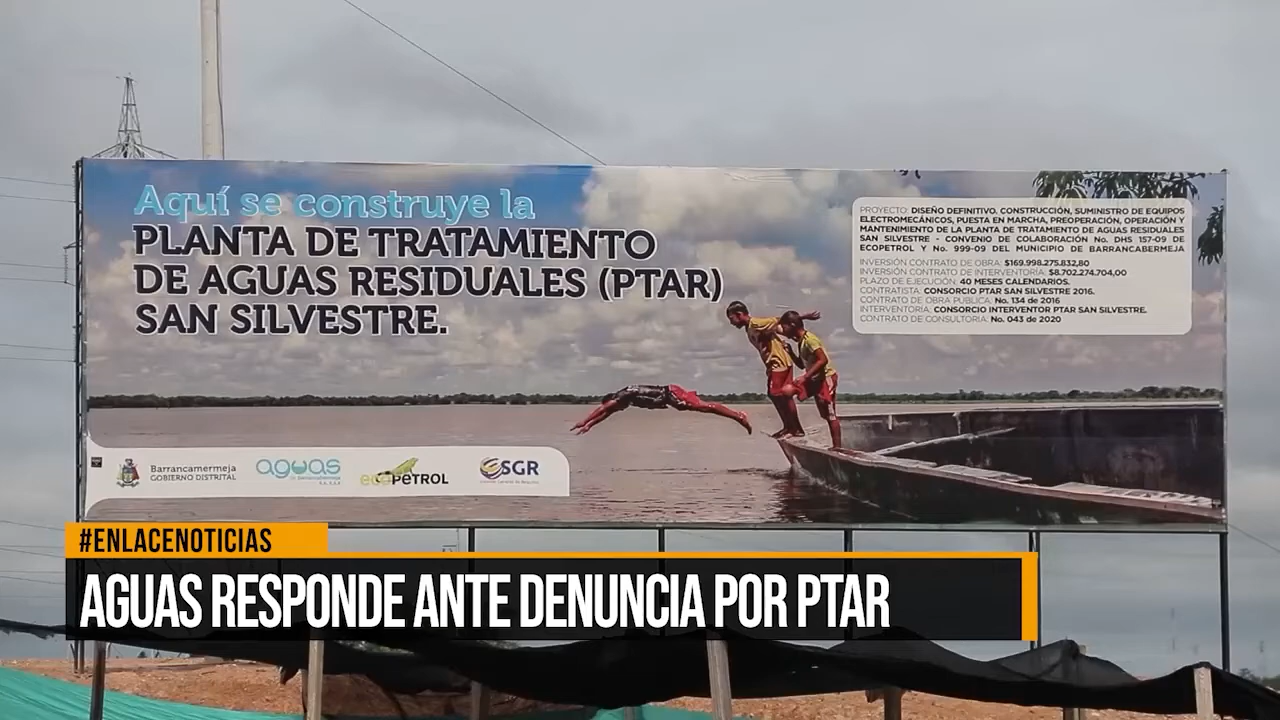 Aquí se construye la
PLANTA DE TRATAMIENTO
DE AGUAS RESIDUALES (PTAR)
SAN SILVESTRE.
PROYECTO: DISEÑO DEFINITIVO, CONSTRUCCIÓN, SUMINISTRO DE EQUIPOS
ELECTROMECÁNICOS, PUESTA EN MARCHA, PREOPERACIÓN, OPERACIÓN Y
MANTENIMIENTO DE LA PLANTA DE TRATAMIENTO DE AGUAS RESIDUALES
SAN SILVESTRE - CONVENIO DE COLABORACIÓN No. DHS 157-09 DE
ECOPETROL Y No. 999-09 DEL MUNICIPIO DE BARRANCABERMEJA
INVERSIÓN CONTRATO DE OBRA: $169.998.275.832,80
INVERSIÓN CONTRATO DE INTERVENTORÍA: $8.702.274.704,00
PLAZO DE EJECUCIÓN: 40 MESES CALENDARIOS.
CONTRATISTA: CONSORCIO PTAR SAN SILVESTRE 2016.
CONTRATO DE OBRA PUBLICA: No. 134 de 2016
INTERVENTORIA: CONSORCIO INTERVENTOR PTAR SAN SILVESTRE.
CONTRATO DE CONSULTORIA: No. 043 de 2020
Barrancamermeja
GOBIERNO DISTRITAL
aguas
de Barrancabermeja
S.A. E.S.P.
ecoPETROL
SGR
#ENLACENOTICIAS
AGUAS RESPONDE ANTE DENUNCIA POR PTAR